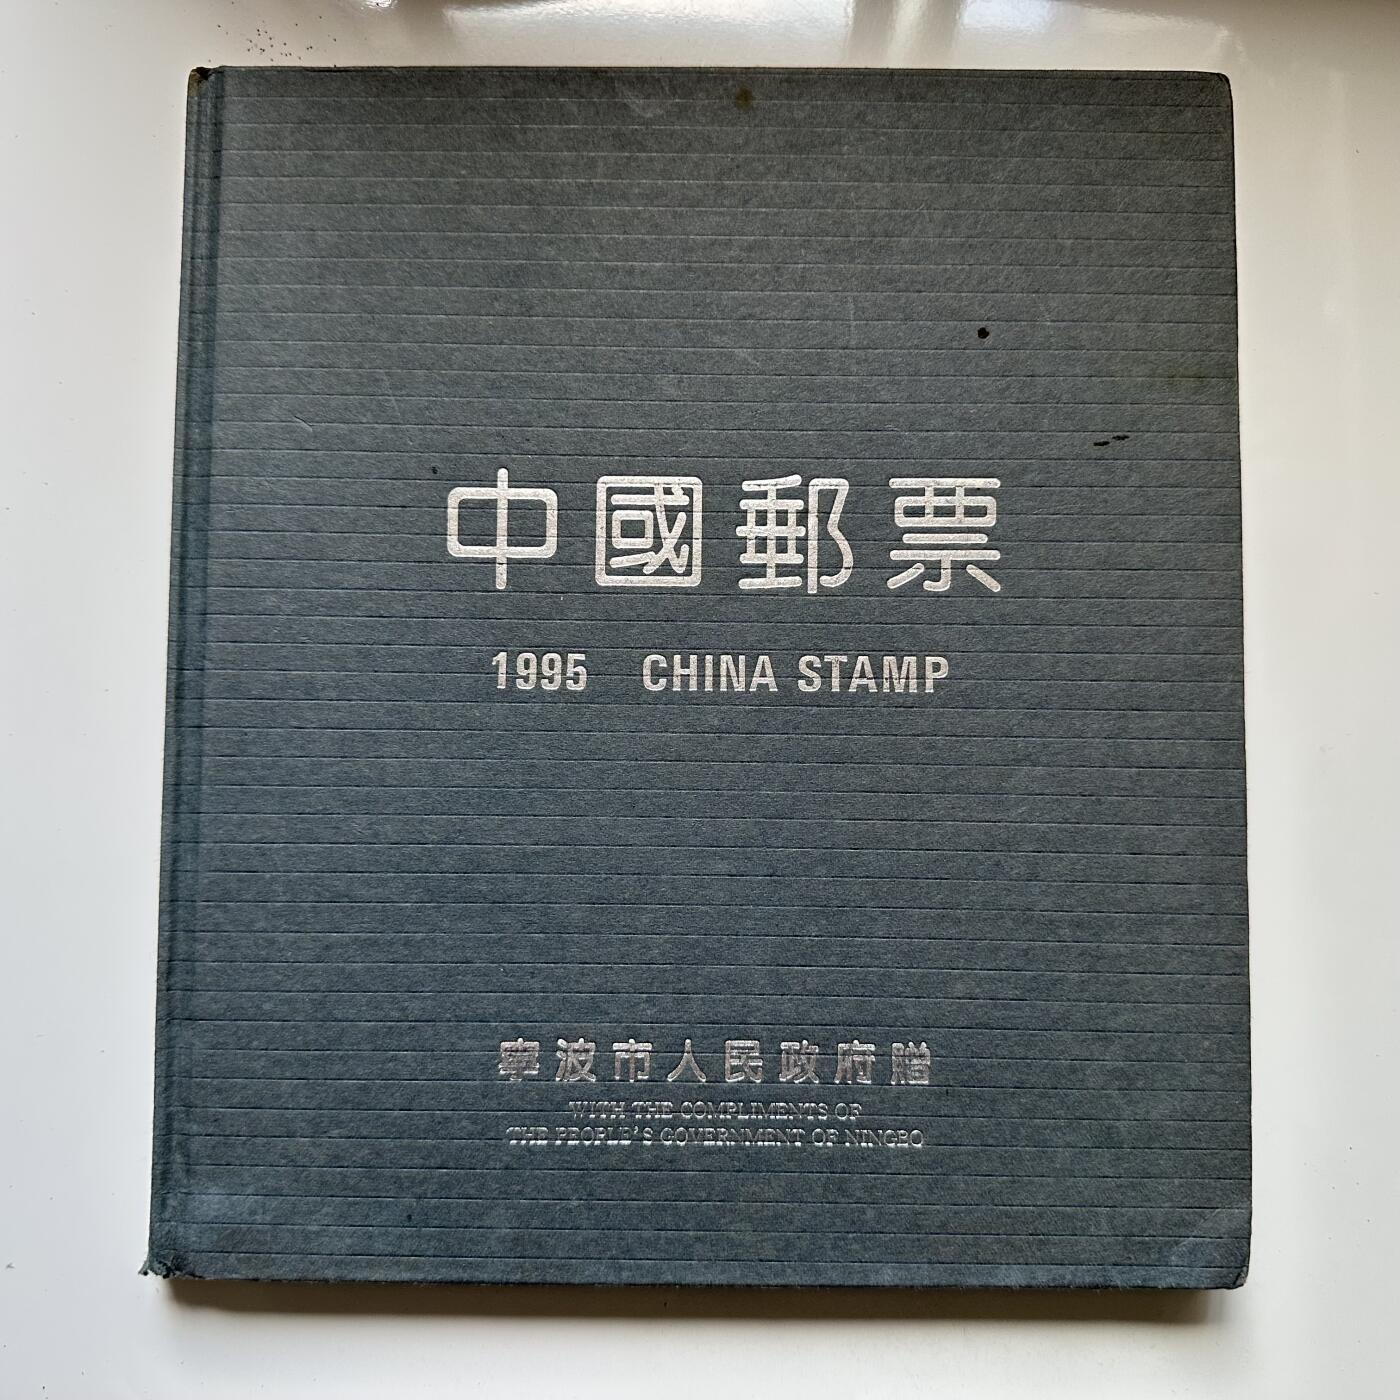 中國郵票
1995 CHINA STAMP
寧波市人民政府贈
WITH THE COMPLIMENTS OF
THE PEOPLE'S GOVERNMENT OF NINGBO